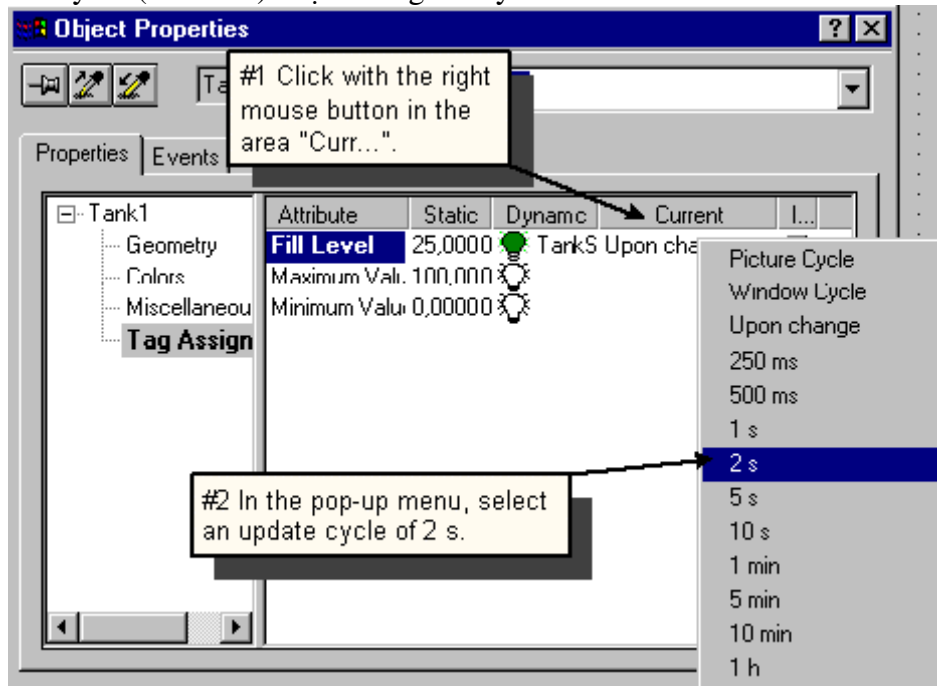 Object Properties
#1 Click with the right
mouse button in the
area "Curr...".
Properties
Events
Tank1
Geometry
Colors
Miscellaneou
Tag Assign
Attribute Static Dynamc Current I...
Fill Level 25,0000 TankS Upon cha
Maximum Valu 100,000
Minimum Valu 0,00000
Picture Cycle
Window Cycle
Upon change
250 ms
500 ms
1 s
2 s
5 s
10 s
1 min
5 min
10 min
1 h
#2 In the pop-up menu, select
an update cycle of 2 s.